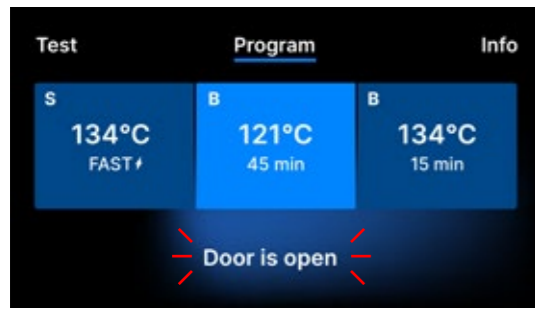 Test Program Info
S B B
134°C 121°C 134°C
FAST 45 min 15 min
Door is open